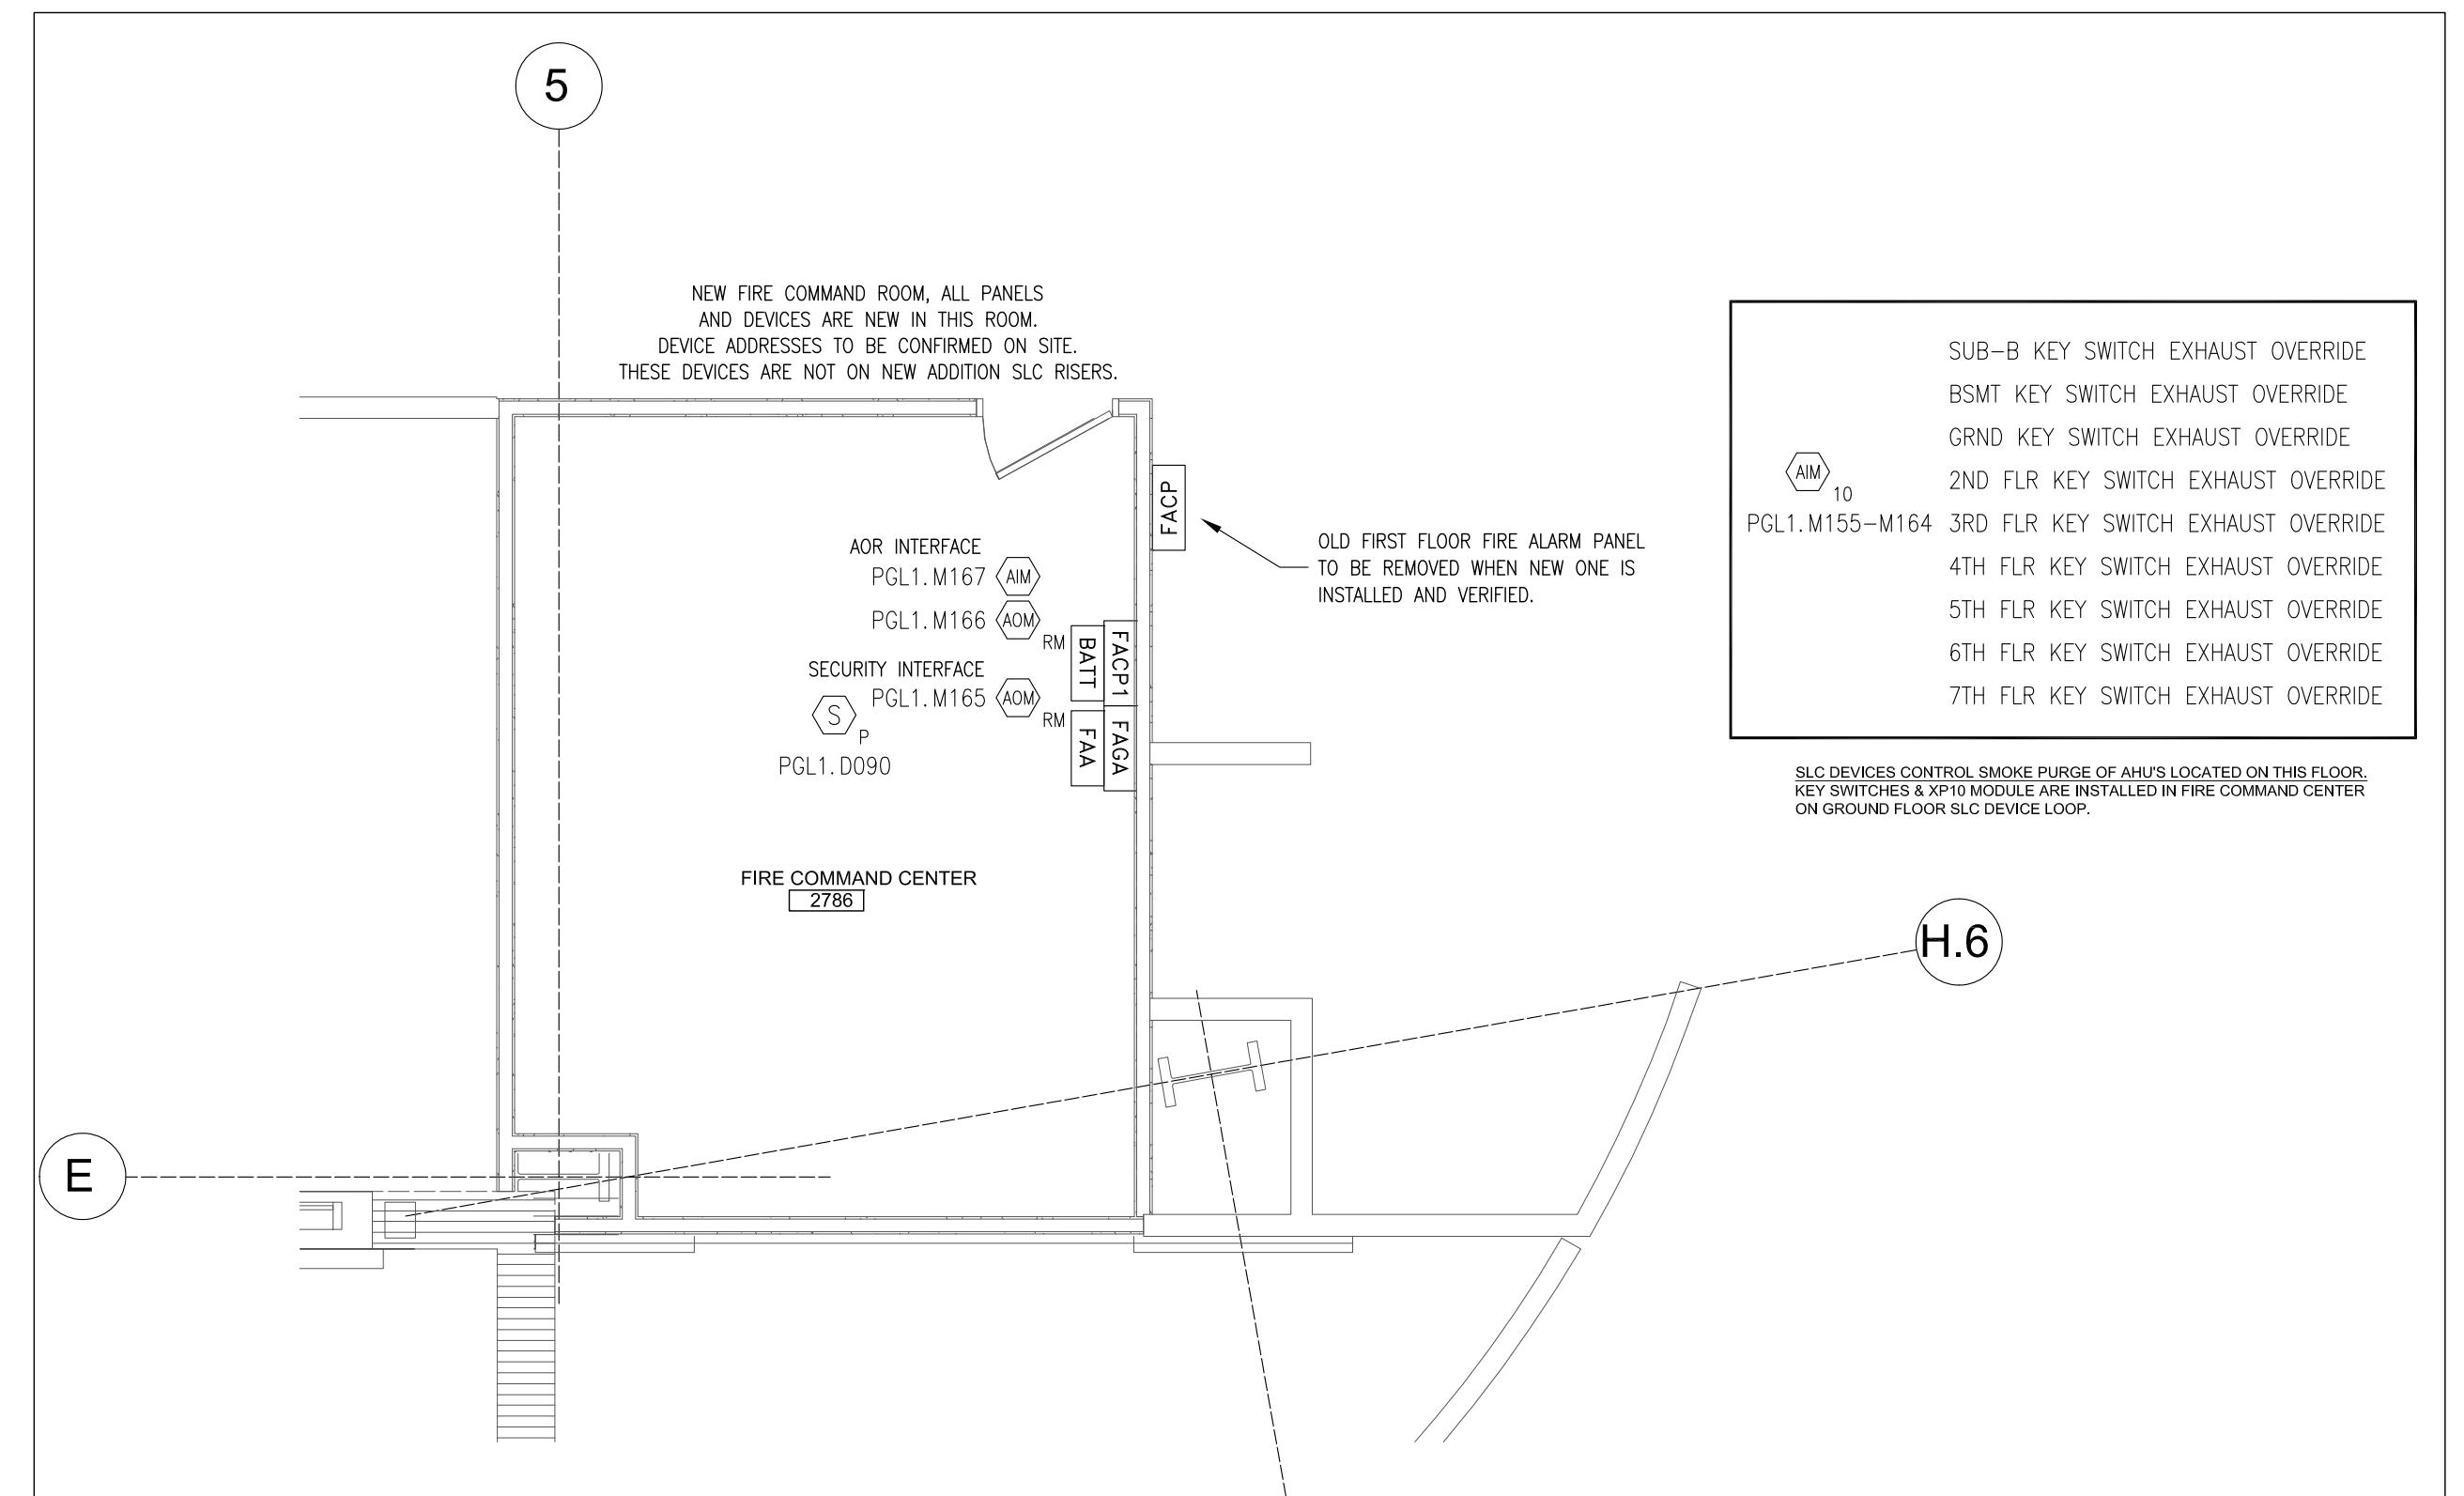 5
NEW FIRE COMMAND ROOM, ALL PANELS
AND DEVICES ARE NEW IN THIS ROOM.
DEVICE ADDRESSES TO BE CONFIRMED ON SITE.
THESE DEVICES ARE NOT ON NEW ADDITION SLC RISERS.
SUB-B KEY SWITCH EXHAUST OVERRIDE
BSMT KEY SWITCH EXHAUST OVERRIDE
GRND KEY SWITCH EXHAUST OVERRIDE
AIM 10
2ND FLR KEY SWITCH EXHAUST OVERRIDE
PGL1.M155-M164 3RD FLR KEY SWITCH EXHAUST OVERRIDE
4TH FLR KEY SWITCH EXHAUST OVERRIDE
5TH FLR KEY SWITCH EXHAUST OVERRIDE
6TH FLR KEY SWITCH EXHAUST OVERRIDE
7TH FLR KEY SWITCH EXHAUST OVERRIDE
SLC DEVICES CONTROL SMOKE PURGE OF AHU'S LOCATED ON THIS FLOOR.
KEY SWITCHES & XP10 MODULE ARE INSTALLED IN FIRE COMMAND CENTER
ON GROUND FLOOR SLC DEVICE LOOP.
FACP
OLD FIRST FLOOR FIRE ALARM PANEL
TO BE REMOVED WHEN NEW ONE IS
INSTALLED AND VERIFIED.
AOR INTERFACE
PGL1.M167 AIM
PGL1.M166 AOM RM
SECURITY INTERFACE
PGL1.M165 AOM RM
S P
PGL1.D090
BATT
FACP1
FAA
FAGA
FIRE COMMAND CENTER
2786
H.6
E